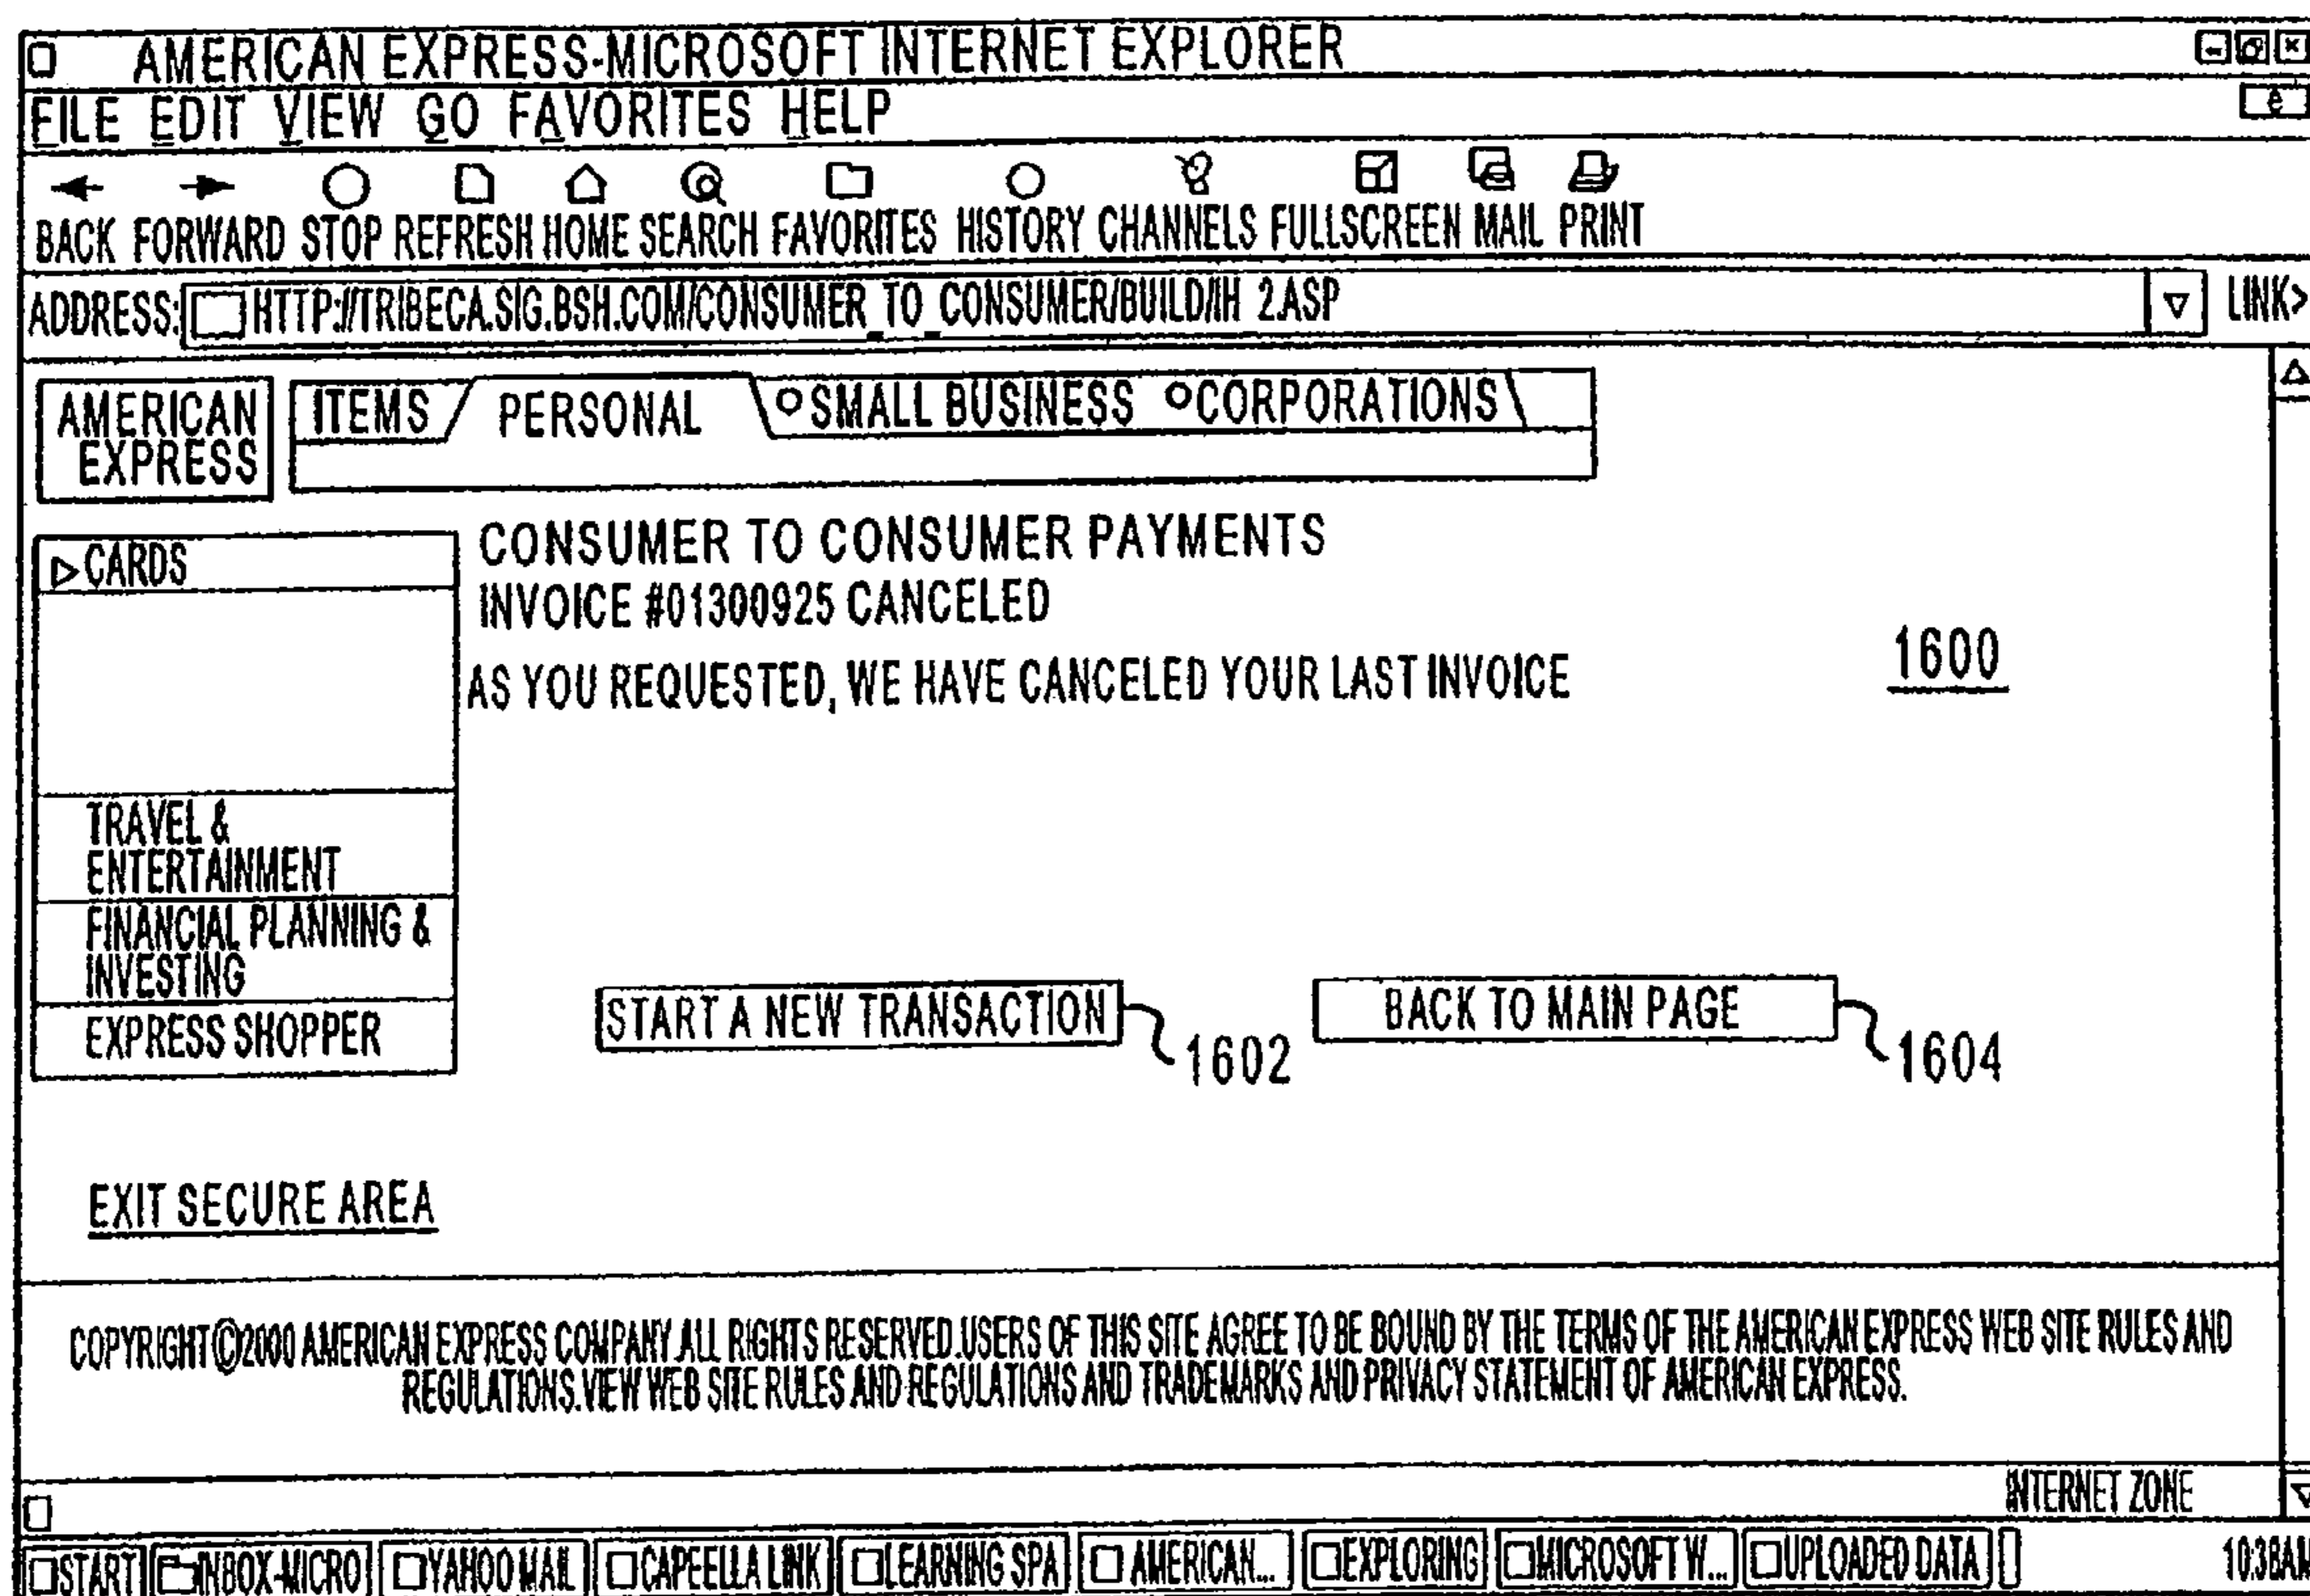 AMERICAN EXPRESS-MICROSOFT INTERNET EXPLORER
FILE EDIT VIEW GO FAVORITES HELP
BACK FORWARD STOP REFRESH HOME SEARCH FAVORITES HISTORY CHANNELS FULLSCREEN MAIL PRINT
ADDRESS: HTTP://TRIBECA.SIG.BSH.COM/CONSUMER_TO_CONSUMER/BUILD/IH 2.ASP LINK>
AMERICAN
EXPRESS
ITEMS PERSONAL SMALL BUSINESS CORPORATIONS
CARDS
CONSUMER TO CONSUMER PAYMENTS
INVOICE #01300925 CANCELED
AS YOU REQUESTED, WE HAVE CANCELED YOUR LAST INVOICE
1600
TRAVEL &
ENTERTAINMENT
FINANCIAL PLANNING &
INVESTING
EXPRESS SHOPPER
START A NEW TRANSACTION 1602
BACK TO MAIN PAGE 1604
EXIT SECURE AREA
COPYRIGHT©2000 AMERICAN EXPRESS COMPANY.ALL RIGHTS RESERVED.USERS OF THIS SITE AGREE TO BE BOUND BY THE TERMS OF THE AMERICAN EXPRESS WEB SITE RULES AND
REGULATIONS.VIEW WEB SITE RULES AND REGULATIONS AND TRADEMARKS AND PRIVACY STATEMENT OF AMERICAN EXPRESS.
INTERNET ZONE
START INBOX-MICRO YAHOO MAIL CAPEELLA LINK LEARNING SPA AMERICAN... EXPLORING MICROSOFT W... UPLOADED DATA 10:38AM